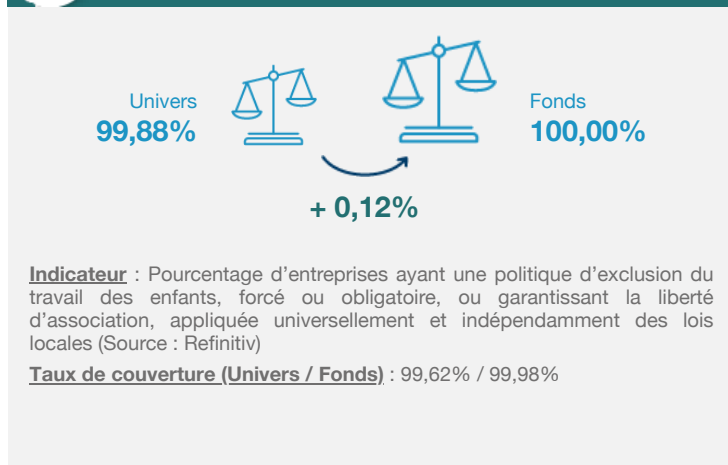 Univers
99,88%
Fonds
100,00%
+ 0,12%
Indicateur : Pourcentage d’entreprises ayant une politique d’exclusion du
travail des enfants, forcé ou obligatoire, ou garantissant la liberté
d’association, appliquée universellement et indépendamment des lois
locales (Source : Refinitiv)
Taux de couverture (Univers / Fonds) : 99,62% / 99,98%